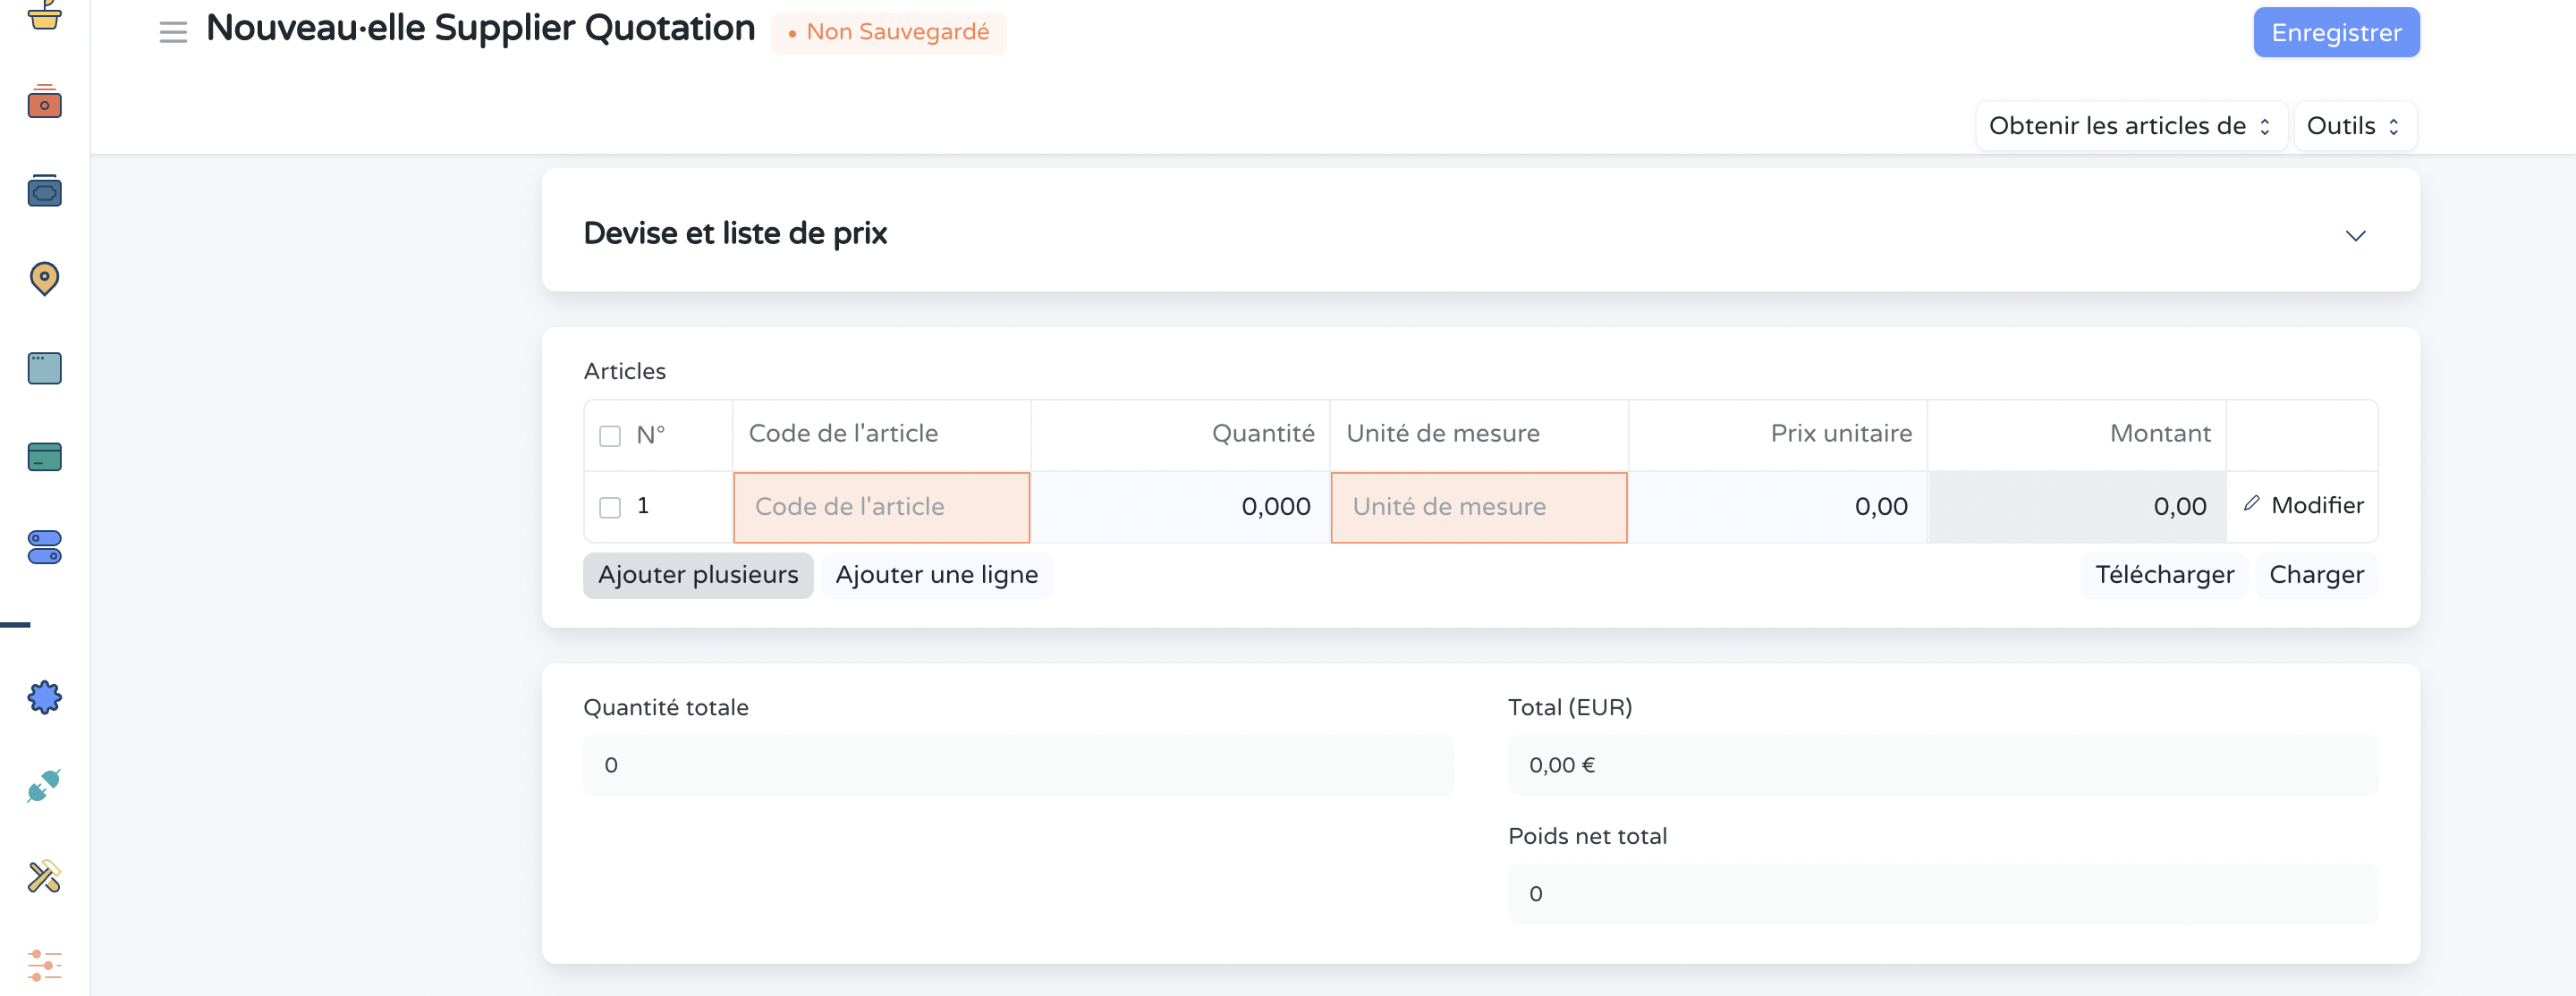 Nouveau·elle Supplier Quotation
• Non Sauvegardé
Enregistrer
Obtenir les articles de
Outils
Devise et liste de prix
Articles
N° Code de l'article Quantité Unité de mesure Prix unitaire Montant
1 Code de l'article 0,000 Unité de mesure 0,00 0,00 Modifier
Ajouter plusieurs Ajouter une ligne Télécharger Charger
Quantité totale
0
Total (EUR)
0,00 €
Poids net total
0